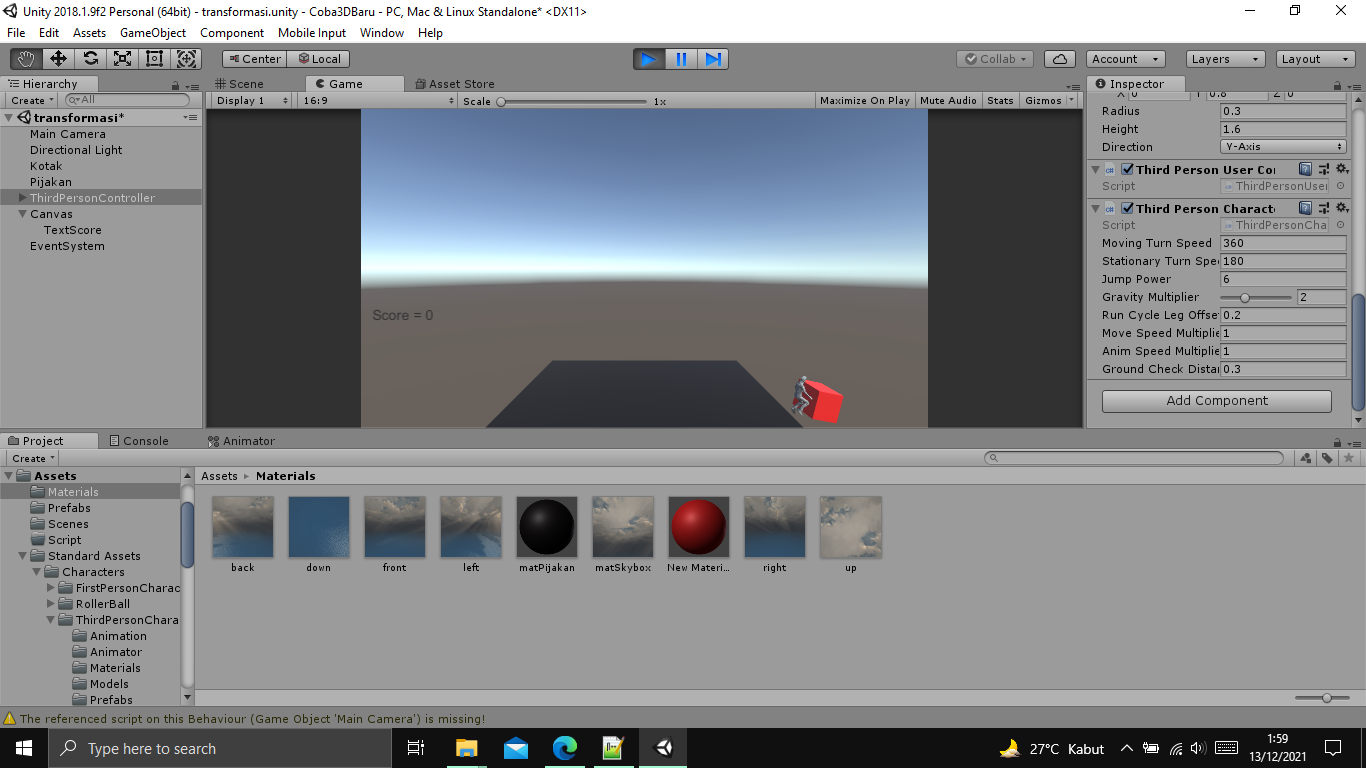 Unity 2018.1.9f2 Personal (64bit) - transformasi.unity - Coba3DBaru - PC, Mac & Linux Standalone* <DX11>
File Edit Assets GameObject Component Mobile Input Window Help
Center Local Collab Account Layers Layout
Hierarchy
Create All
transformasi*
Main Camera
Directional Light
Kotak
Pijakan
ThirdPersonController
Canvas
TextScore
EventSystem
Scene Game Asset Store
Display 1 16:9 Scale 1x Maximize On Play Mute Audio Stats Gizmos
Score = 0
Inspector
X 0 Y 0.8 Z 0
Radius 0.3
Height 1.6
Direction Y-Axis
Third Person User Co
Script ThirdPersonUser
Third Person Charact
Script ThirdPersonCha
Moving Turn Speed 360
Stationary Turn Spe 180
Jump Power 6
Gravity Multiplier 2
Run Cycle Leg Offse 0.2
Move Speed Multiplie 1
Anim Speed Multiplie 1
Ground Check Distan 0.3
Add Component
Project Console Animator
Create
Assets
Materials
Prefabs
Scenes
Script
Standard Assets
Characters
FirstPersonCharac
RollerBall
ThirdPersonChara
Animation
Animator
Materials
Models
Prefabs
Assets Materials
back down front left matPijakan matSkybox New Materi... right up
The referenced script on this Behaviour (Game Object 'Main Camera') is missing!
Type here to search
27°C Kabut
1:59
13/12/2021